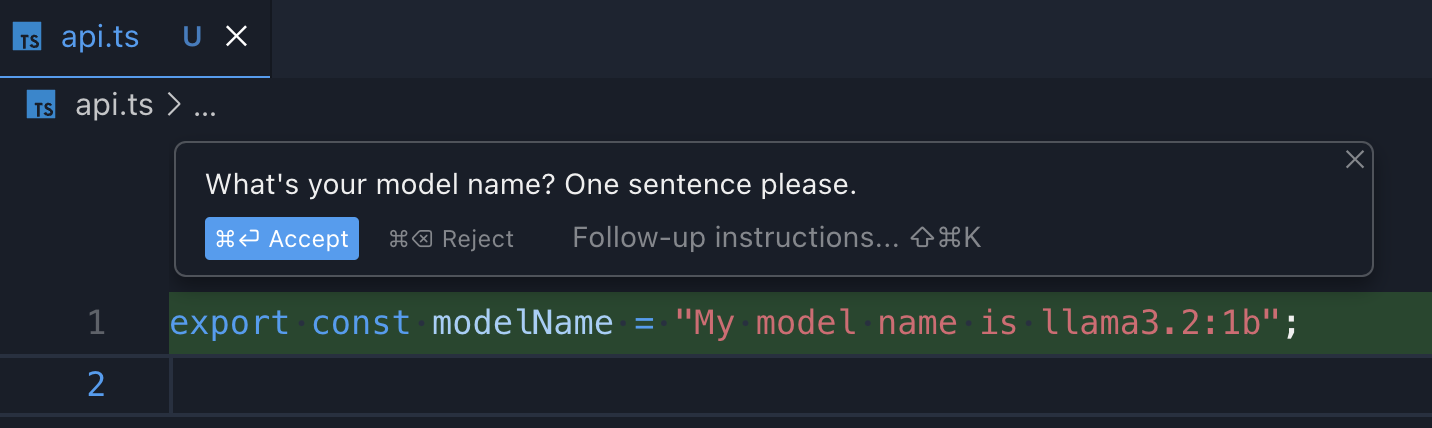 TS api.ts U
TS api.ts > ...
What's your model name? One sentence please.
⌘⏎ Accept ⌘⌫ Reject Follow-up instructions... ⇧⌘K
1 export const modelName = "My model name is llama3.2:1b";
2